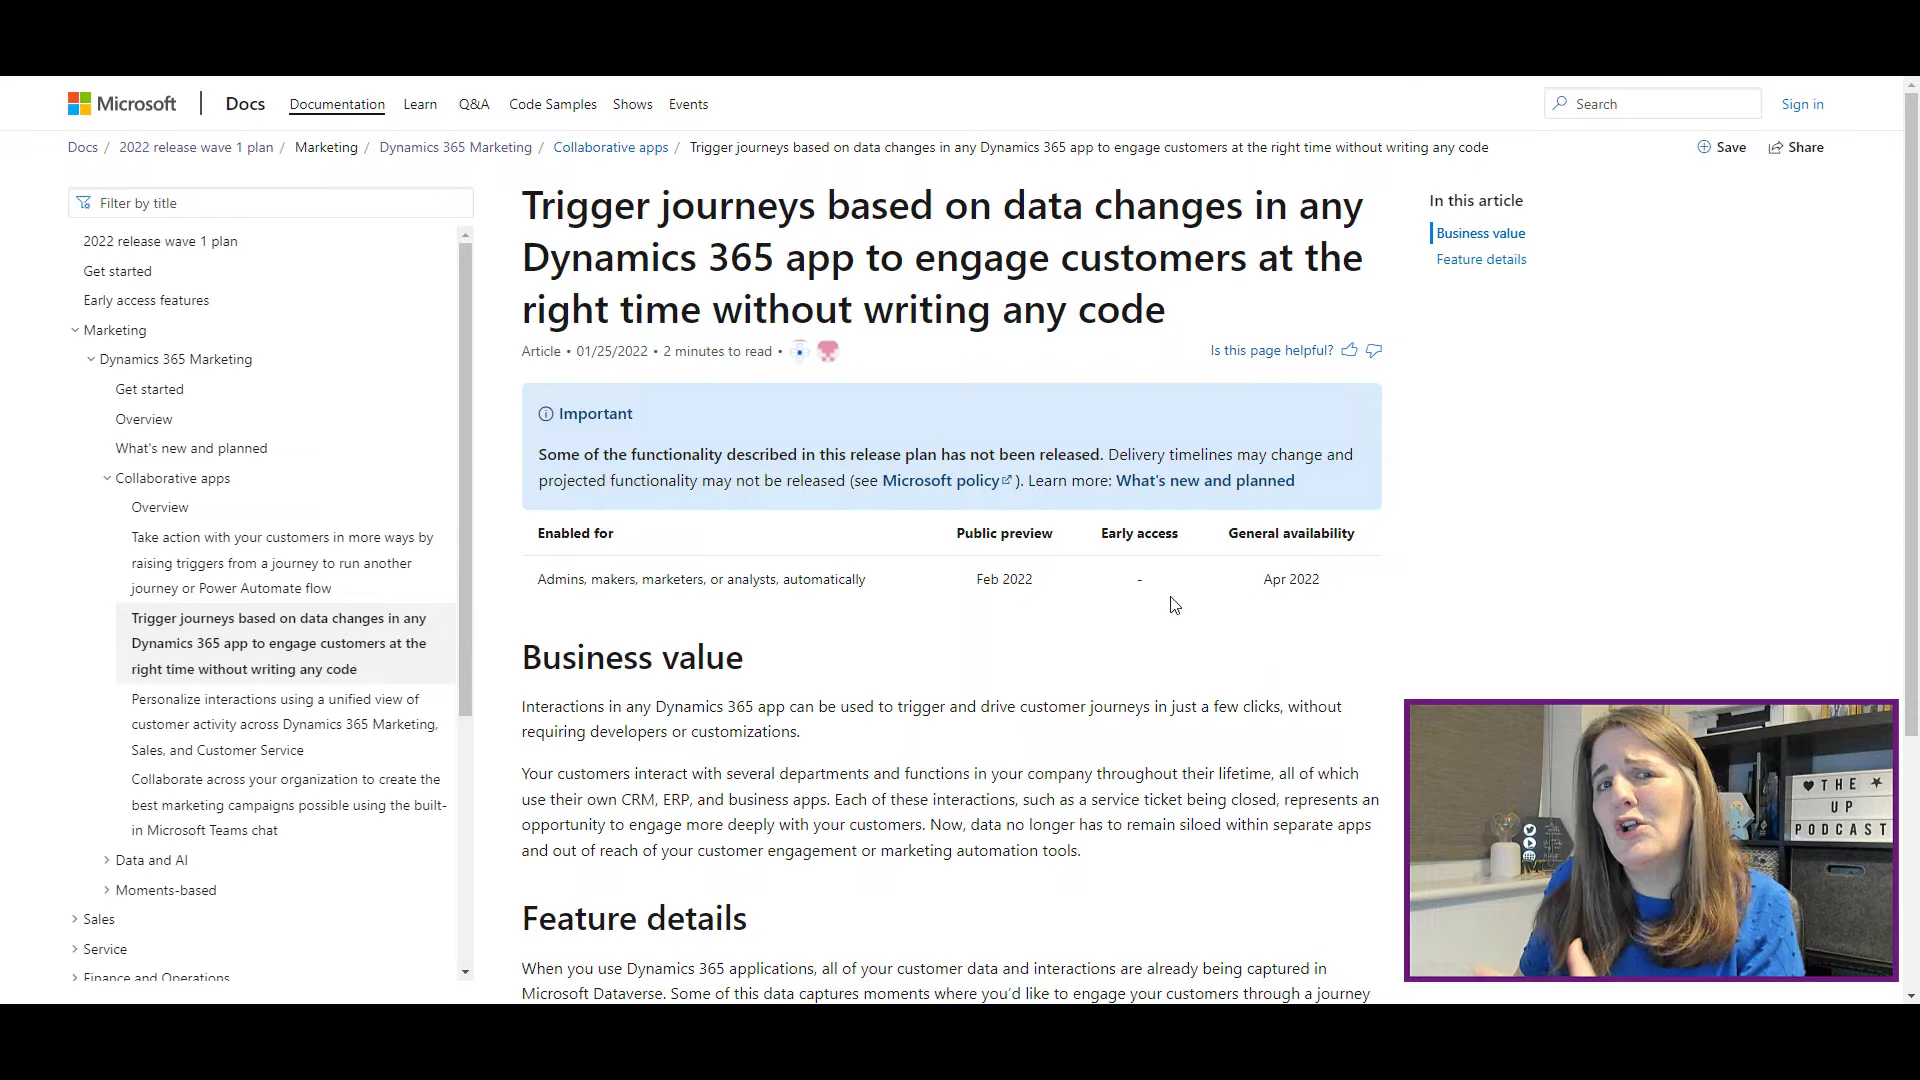 Microsoft
Docs
Documentation
Learn
Q&A
Code Samples
Shows
Events
Search
Sign in
Docs / 2022 release wave 1 plan / Marketing / Dynamics 365 Marketing / Collaborative apps / Trigger journeys based on data changes in any Dynamics 365 app to engage customers at the right time without writing any code
Save
Share
Filter by title
2022 release wave 1 plan
Get started
Early access features
Marketing
Dynamics 365 Marketing
Get started
Overview
What's new and planned
Collaborative apps
Overview
Take action with your customers in more ways by
raising triggers from a journey to run another
journey or Power Automate flow
Trigger journeys based on data changes in any
Dynamics 365 app to engage customers at the
right time without writing any code
Personalize interactions using a unified view of
customer activity across Dynamics 365 Marketing,
Sales, and Customer Service
Collaborate across your organization to create the
best marketing campaigns possible using the built-
in Microsoft Teams chat
Data and AI
Moments-based
Sales
Service
Finance and Operations
Trigger journeys based on data changes in any
Dynamics 365 app to engage customers at the
right time without writing any code
Article • 01/25/2022 • 2 minutes to read •
Is this page helpful?
Important
Some of the functionality described in this release plan has not been released. Delivery timelines may change and
projected functionality may not be released (see Microsoft policy ). Learn more: What's new and planned
Enabled for Public preview Early access General availability
Admins, makers, marketers, or analysts, automatically Feb 2022 - Apr 2022
Business value
Interactions in any Dynamics 365 app can be used to trigger and drive customer journeys in just a few clicks, without
requiring developers or customizations.
Your customers interact with several departments and functions in your company throughout their lifetime, all of which
use their own CRM, ERP, and business apps. Each of these interactions, such as a service ticket being closed, represents an
opportunity to engage more deeply with your customers. Now, data no longer has to remain siloed within separate apps
and out of reach of your customer engagement or marketing automation tools.
Feature details
When you use Dynamics 365 applications, all of your customer data and interactions are already being captured in
Microsoft Dataverse. Some of this data captures moments where you'd like to engage your customers through a journey
In this article
Business value
Feature details
THE
UP
PODCAST